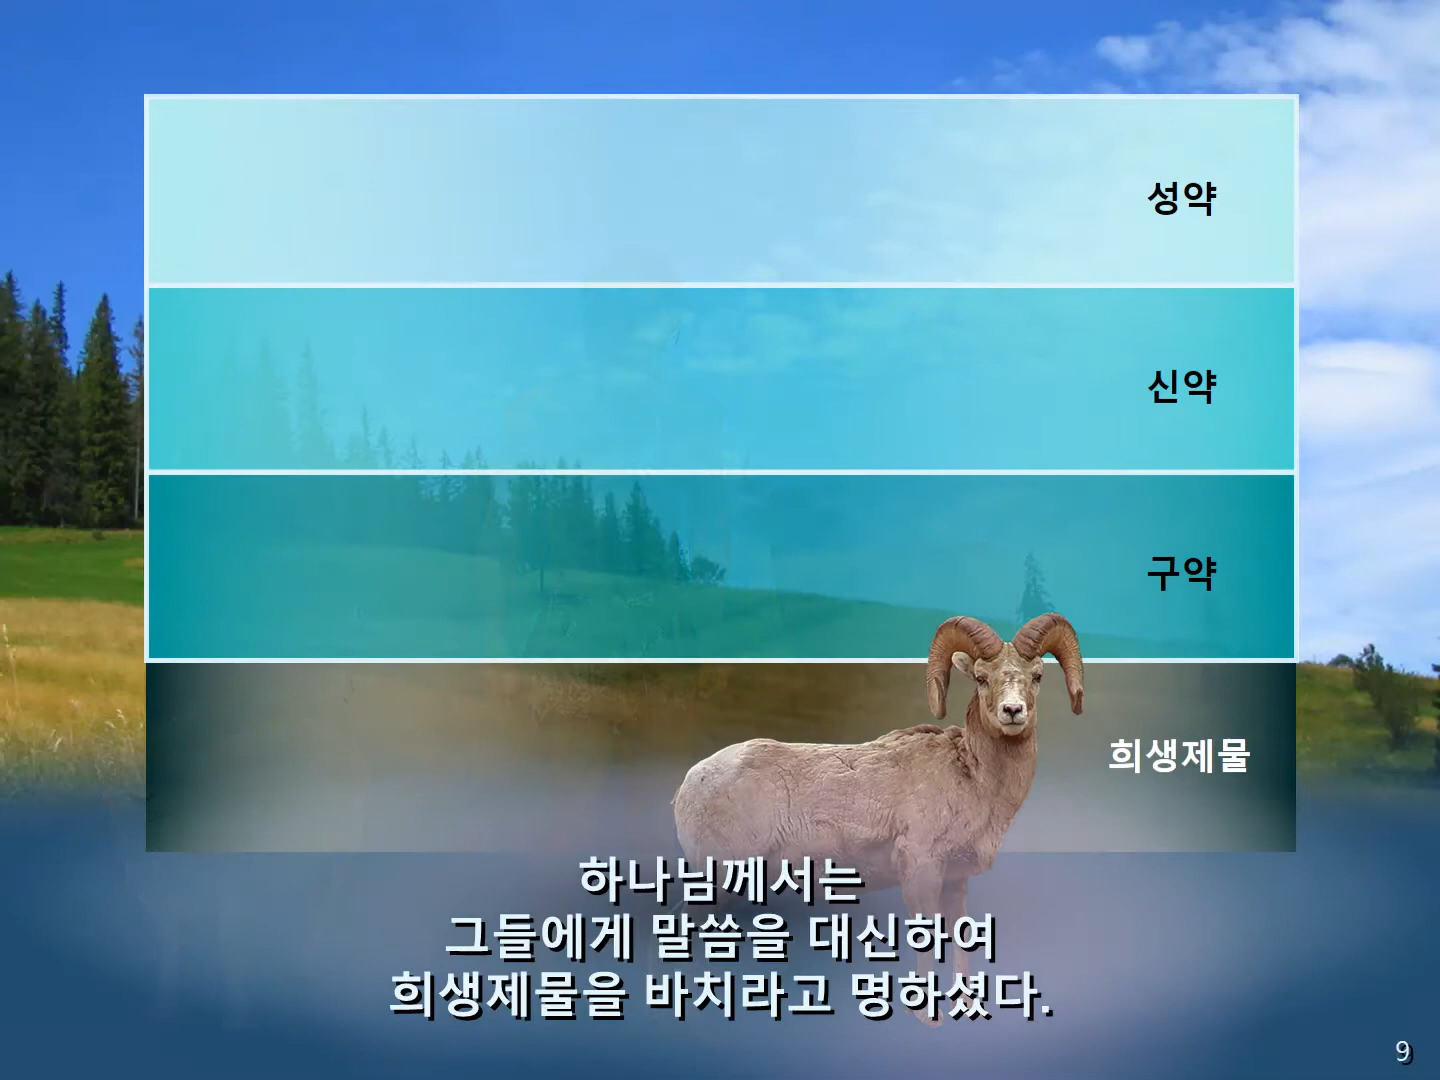 성약
신약
구약
희생제물
하나님께서는
그들에게 말씀을 대신하여
희생제물을 바치라고 명하셨다.
9